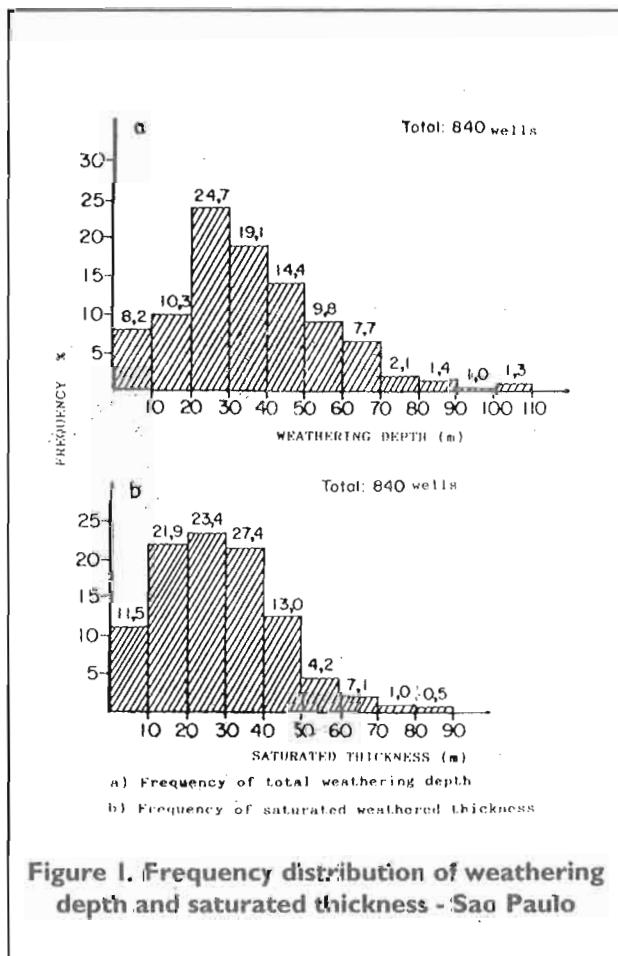 a Total: 840 wells
30
25
20
15
10
5
24,7
19,1
14,4
10,3
9,8
8,2
7,7
2,1
1,4
1,0
1,3
10 20 30 40 50 60 70 80 90 100 110
FREQUENCY %
WEATHERING DEPTH (m)
b Total: 840 wells
25
20
15
10
5
27,4
23,4
21,9
13,0
11,5
4,2
7,1
1,0
0,5
10 20 30 40 50 60 70 80 90
SATURATED THICKNESS (m)
a) Frequency of total weathering depth
b) Frequency of saturated weathered thickness
Figure 1. Frequency distribution of weathering
depth and saturated thickness - Sao Paulo